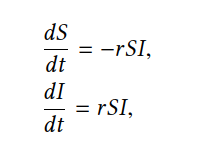 dS/dt = −rSI,
dI/dt = rSI,